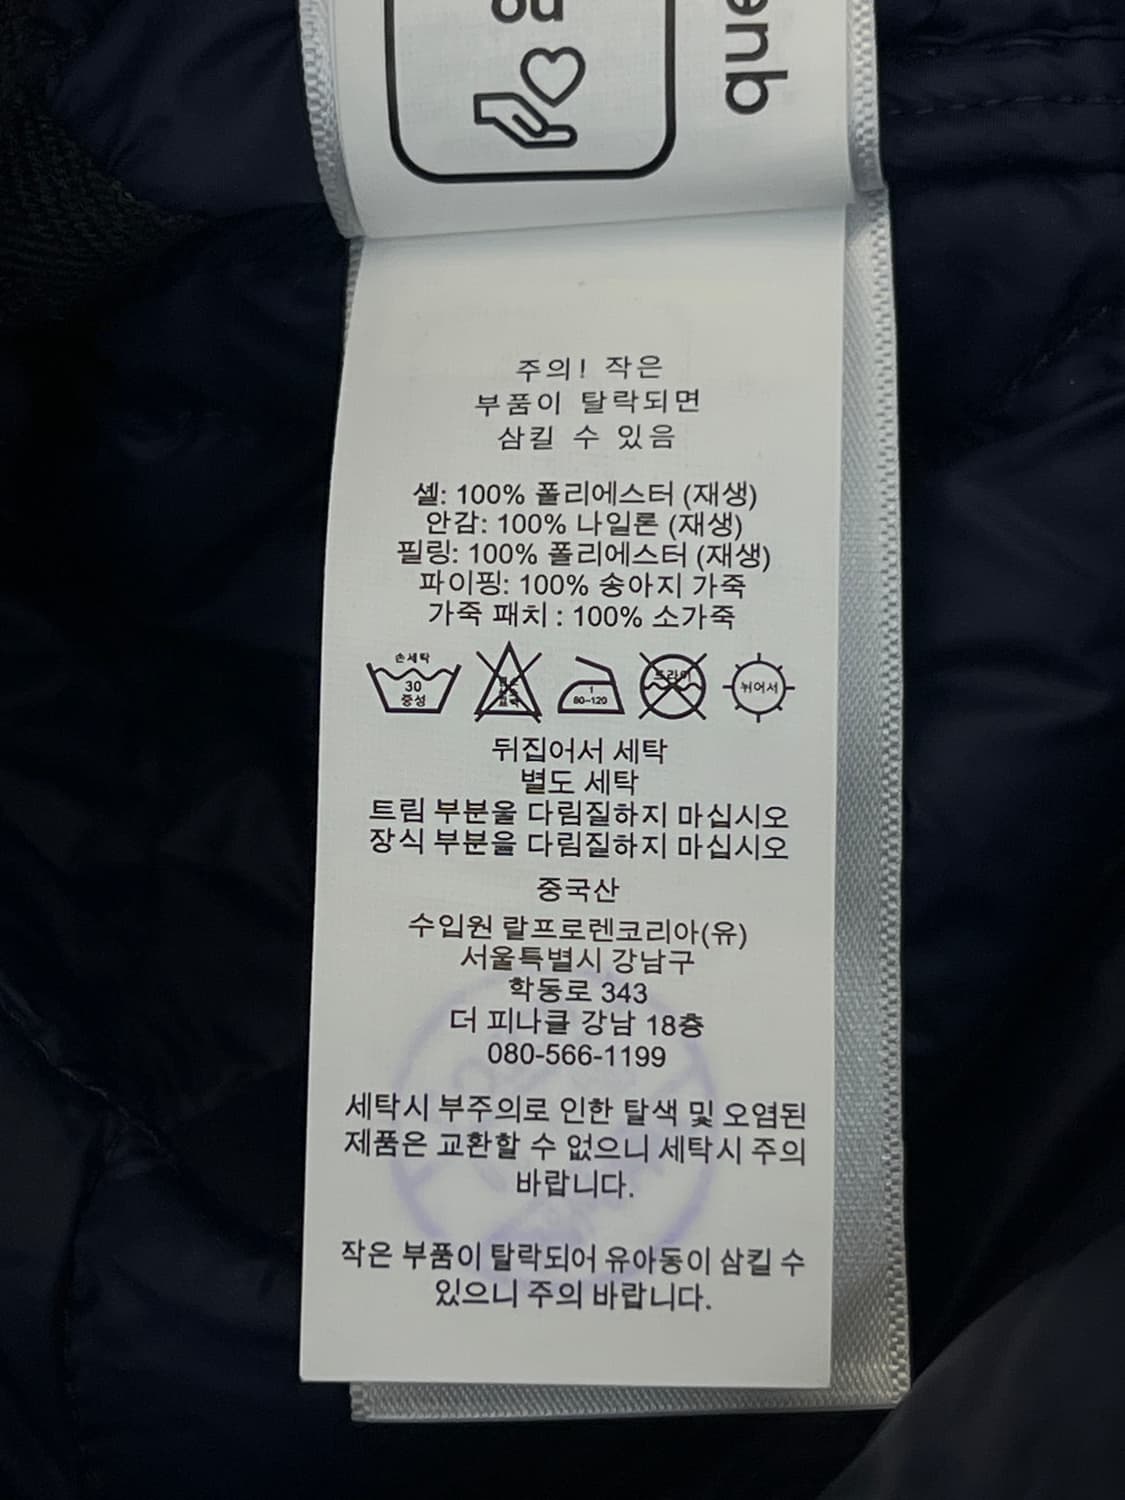 주의! 작은
부품이 탈락되면
삼킬 수 있음
셸: 100% 폴리에스터 (재생)
안감: 100% 나일론 (재생)
필링: 100% 폴리에스터 (재생)
파이핑: 100% 송아지 가죽
가죽 패치 : 100% 소가죽
손세탁
30
중성
1
80-120
드라이
뉘어서
뒤집어서 세탁
별도 세탁
트림 부분을 다림질하지 마십시오
장식 부분을 다림질하지 마십시오
중국산
수입원 랄프로렌코리아(유)
서울특별시 강남구
학동로 343
더 피나클 강남 18층
080-566-1199
세탁시 부주의로 인한 탈색 및 오염된
제품은 교환할 수 없으니 세탁시 주의
바랍니다.
작은 부품이 탈락되어 유아동이 삼킬 수
있으니 주의 바랍니다.